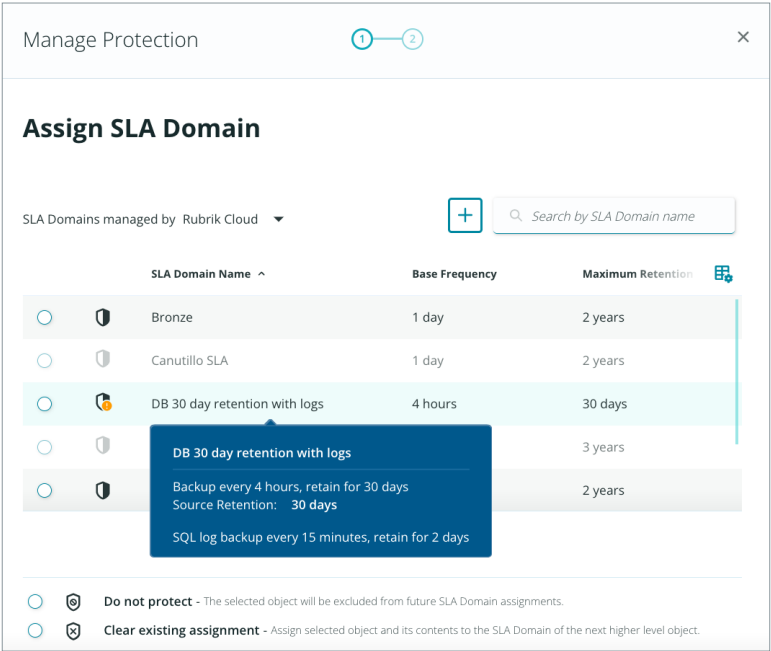 Manage Protection
1
2
Assign SLA Domain
SLA Domains managed by Rubrik Cloud
Search by SLA Domain name
SLA Domain Name
Base Frequency
Maximum Retention
Bronze
1 day
2 years
Canutillo SLA
1 day
2 years
DB 30 day retention with logs
4 hours
30 days
DB 30 day retention with logs
Backup every 4 hours, retain for 30 days
Source Retention: 30 days
SQL log backup every 15 minutes, retain for 2 days
3 years
2 years
Do not protect - The selected object will be excluded from future SLA Domain assignments.
Clear existing assignment - Assign selected object and its contents to the SLA Domain of the next higher level object.